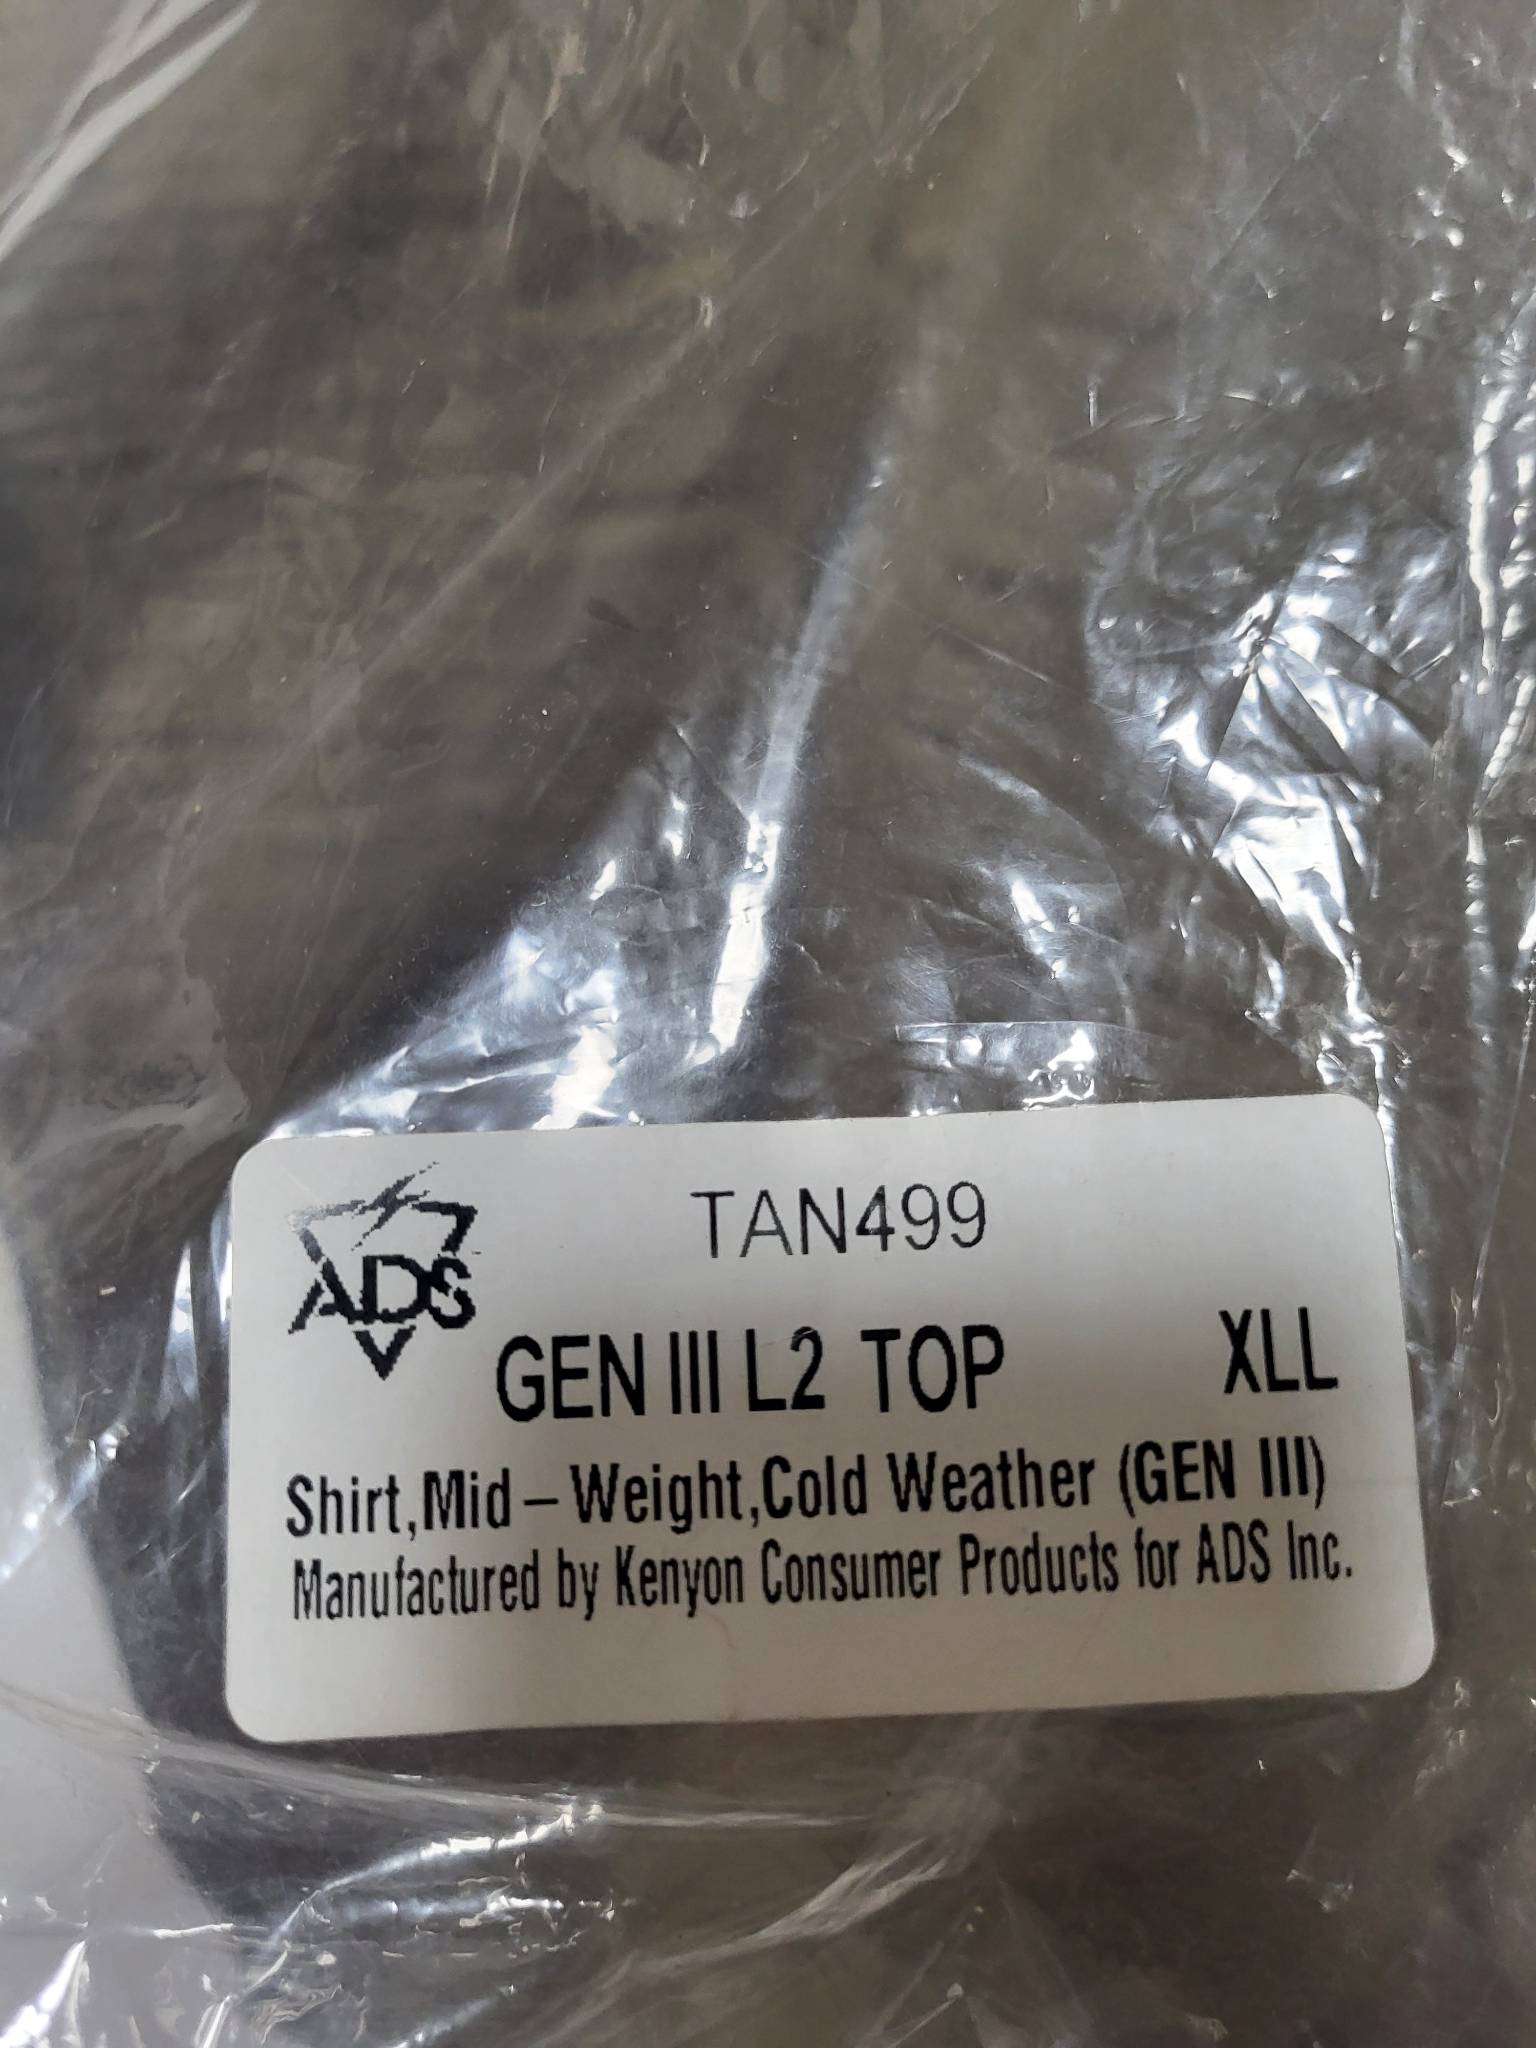 TAN499
ADS
GEN III L2 TOP XLL
Shirt,Mid-Weight,Cold Weather (GEN III)
Manufactured by Kenyon Consumer Products for ADS Inc.